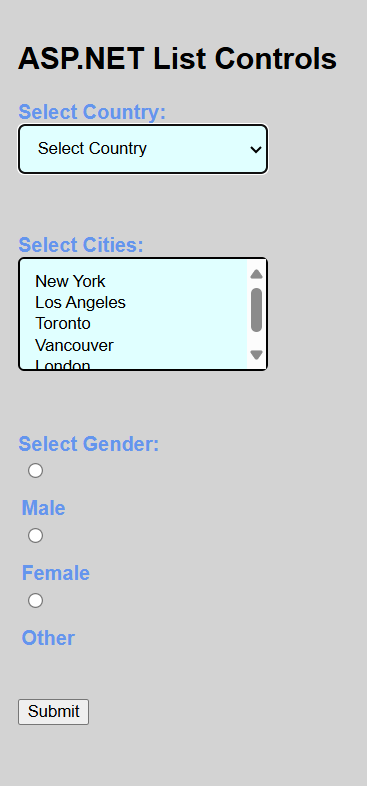 ASP.NET List Controls
Select Country:
Select Country
Select Cities:
New York
Los Angeles
Toronto
Vancouver
London
Select Gender:
Male
Female
Other
Submit